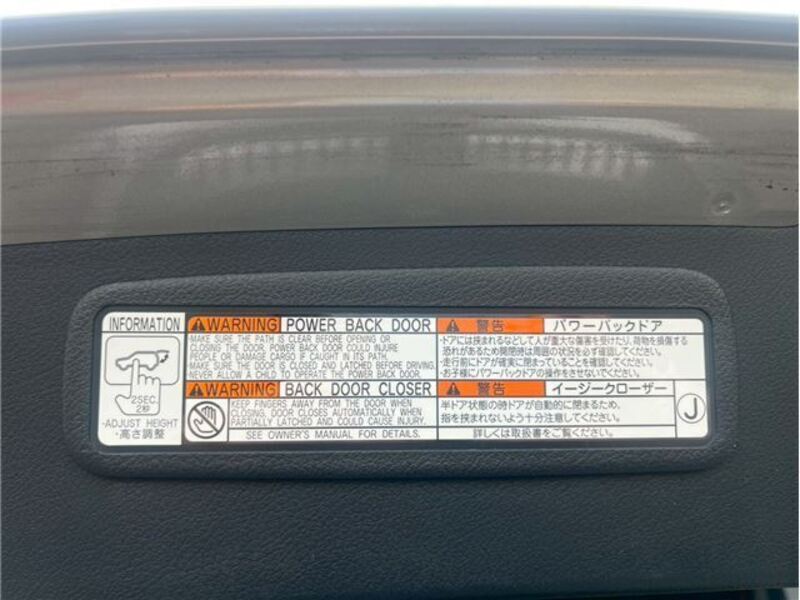 INFORMATION
2SEC.
2秒
-ADJUST HEIGHT
・高さ調整
WARNING POWER BACK DOOR
・MAKE SURE THE PATH IS CLEAR BEFORE OPENING OR
CLOSING THE DOOR. POWER BACK DOOR COULD INJURE
PEOPLE OR DAMAGE CARGO IF CAUGHT IN ITS PATH.
・MAKE SURE THE DOOR IS CLOSED AND LATCHED BEFORE DRIVING.
・NEVER ALLOW A CHILD TO OPERATE THE POWER BACK DOOR.
WARNING BACK DOOR CLOSER
KEEP FINGERS AWAY FROM THE DOOR WHEN
CLOSING. DOOR CLOSES AUTOMATICALLY WHEN
PARTIALLY LATCHED AND COULD CAUSE INJURY.
SEE OWNER'S MANUAL FOR DETAILS.
警告 パワーバックドア
・ドアには挟まれるなどして人が重大な傷害を受けたり、荷物を損傷する
恐れがあるため開閉時は周囲の状況を必ず確認してください。
・走行前にドアが確実に閉まっていることを確認してください。
・お子様にパワーバックドアの操作をさせないでください。
警告 イージークローザー
半ドア状態の時ドアが自動的に閉まるため、
指を挟まれないよう十分注意してください。
詳しくは取扱書をご覧ください。
J